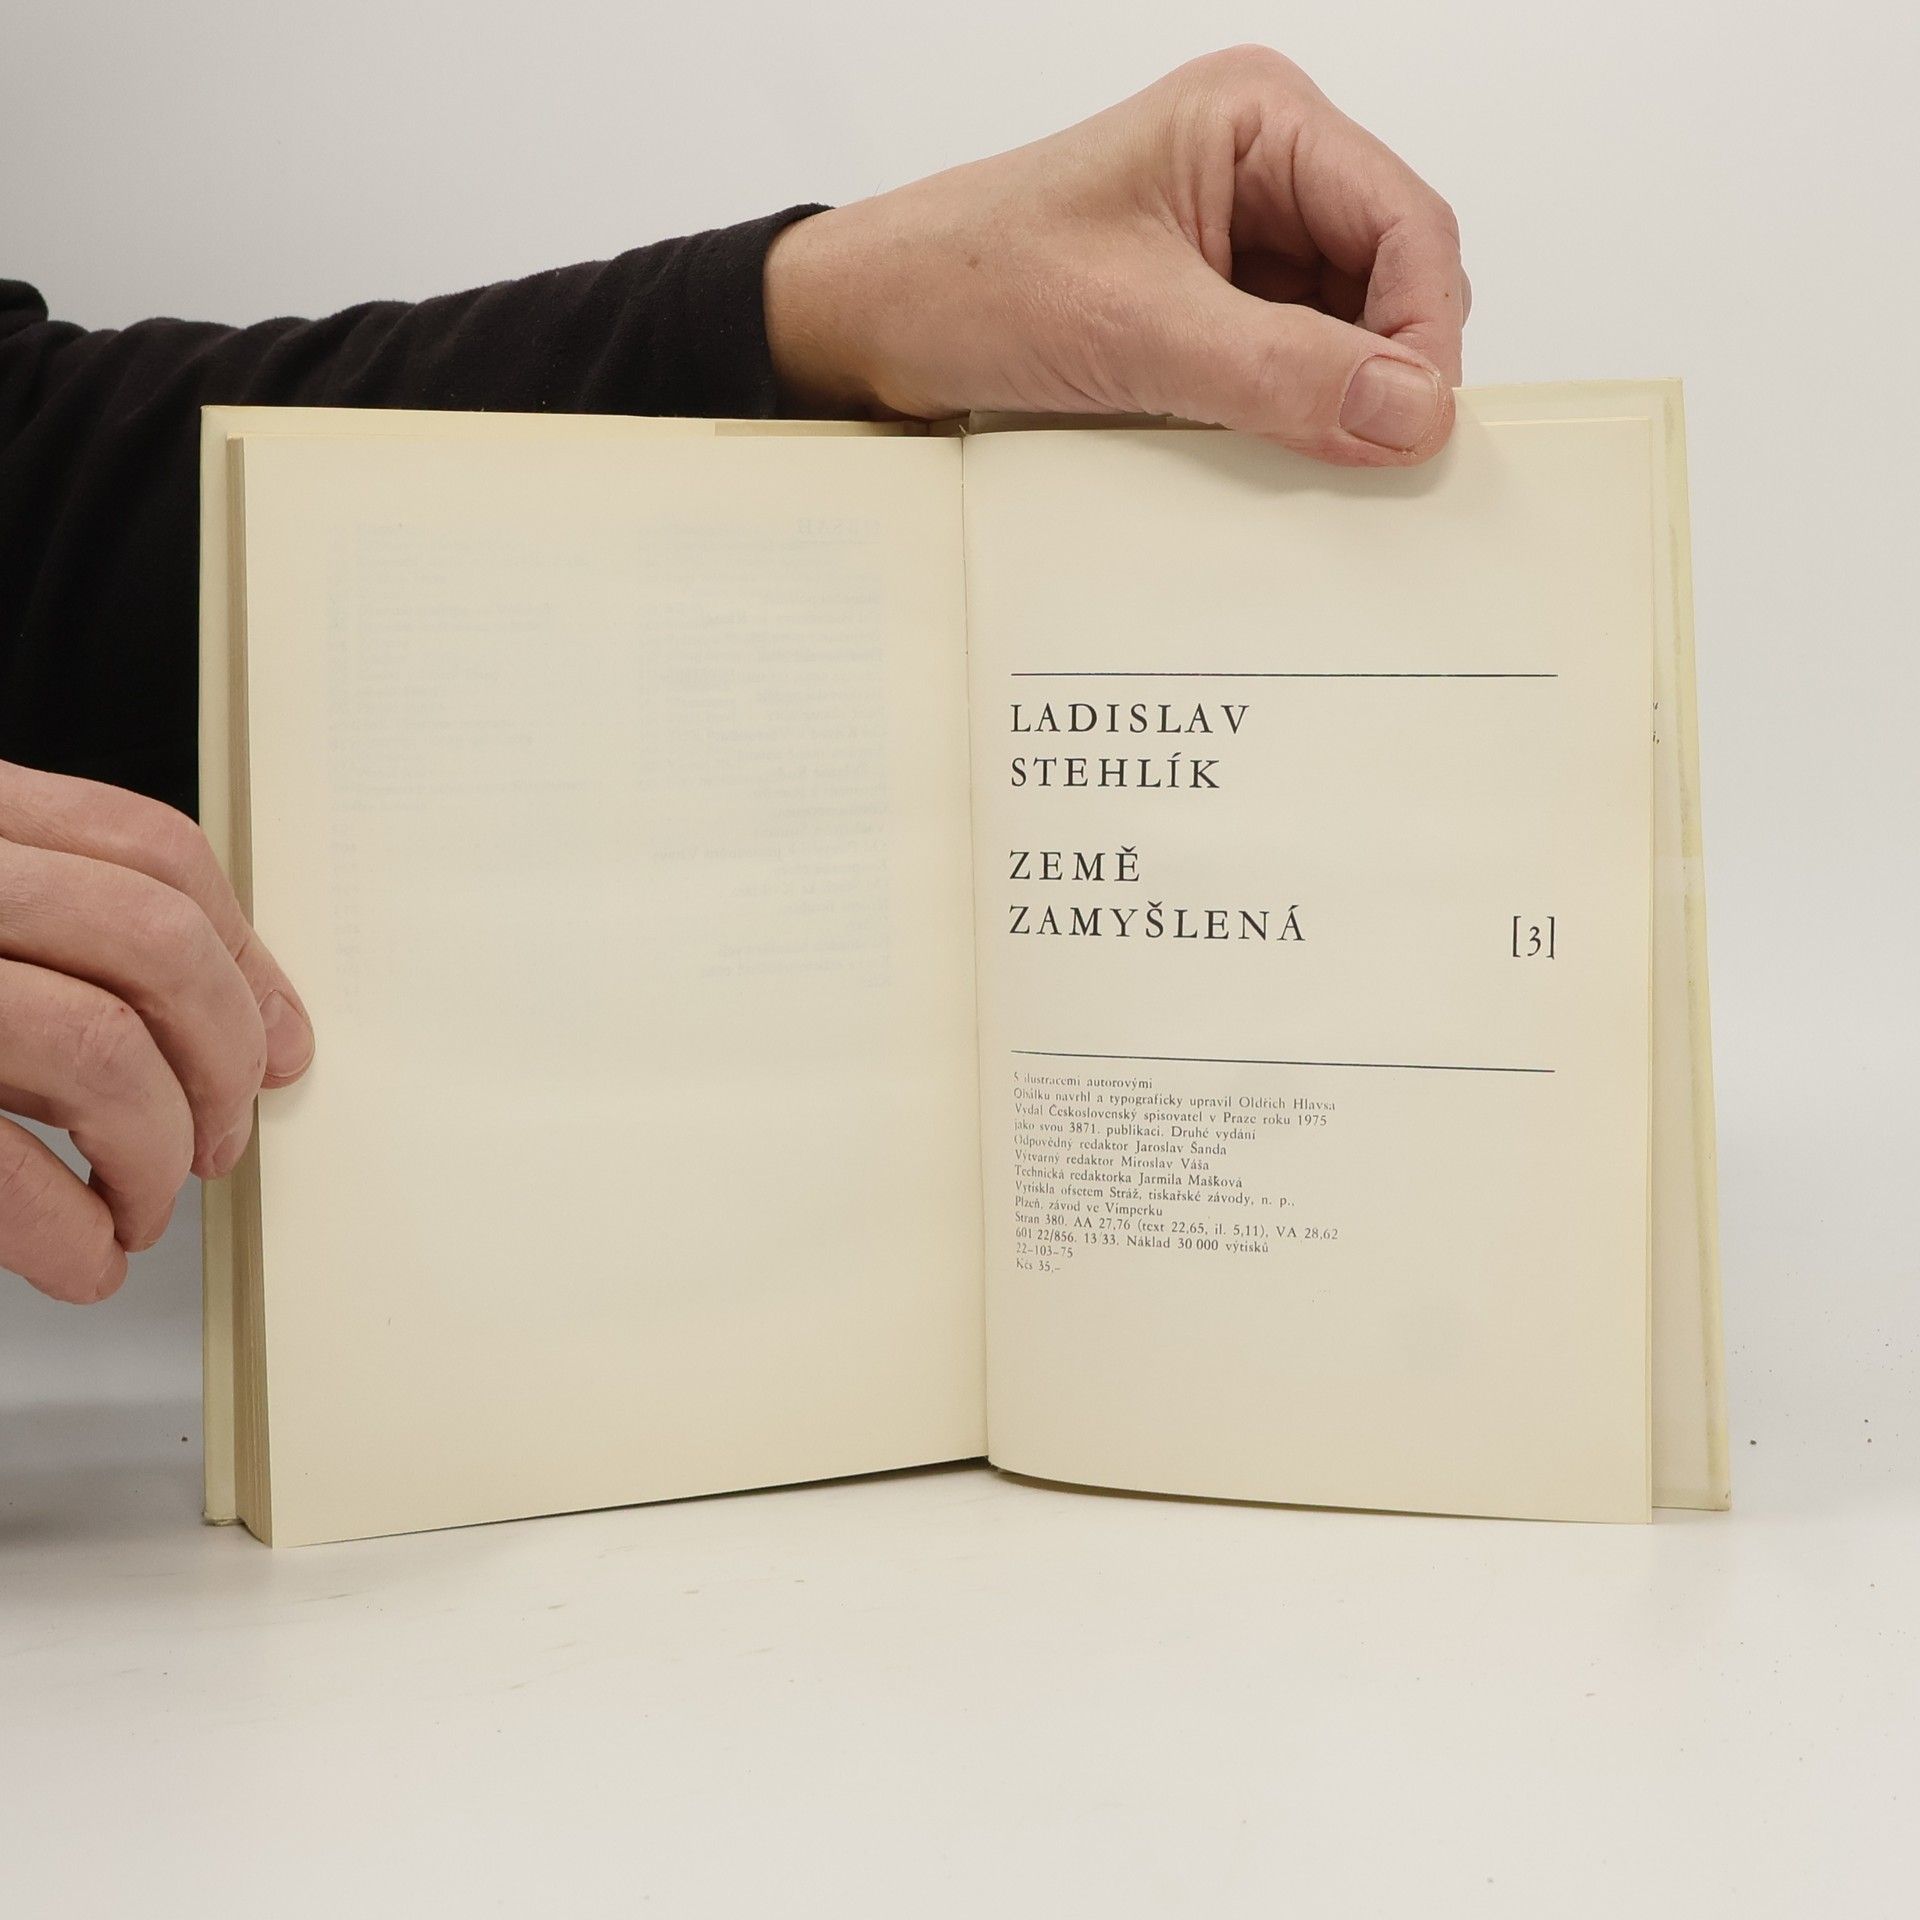 LADISLAV
STEHLÍK
ZEMĚ
ZAMYŠLENÁ [3]
S ilustracemi autorovými
Obálku navrhl a typograficky upravil Oldřich Hlavsa
Vydal Československý spisovatel v Praze roku 1975
jako svou 3871. publikaci. Druhé vydání
Odpovědný redaktor Jaroslav Šanda
Výtvarný redaktor Miroslav Váša
Technická redaktorka Jarmila Mašková
Vytiskla ofsetem Stráž, tiskařské závody, n. p.,
Plzeň, závod ve Vimperku
Stran 380. AA 27,76 (text 22,65, il. 5,11), VA 28,62
601 22/856. 13/33. Náklad 30 000 výtisků
22-103-75
Kčs 35,-